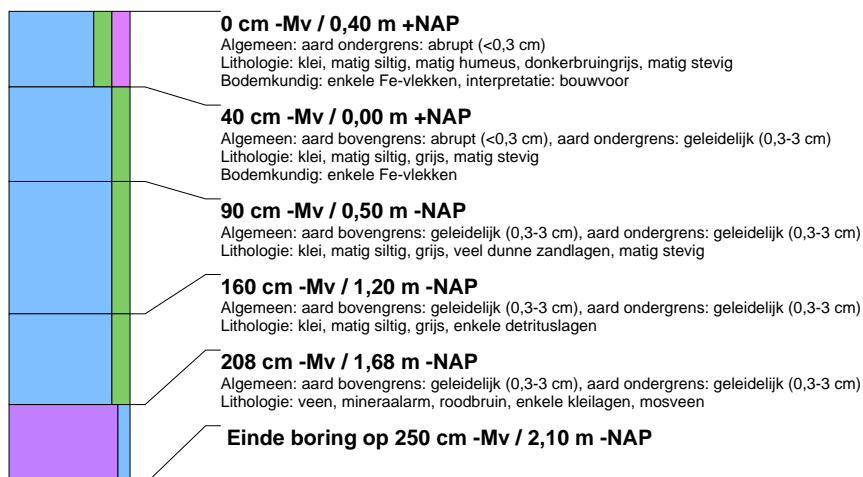 0 cm -Mv / 0,40 m +NAP
Algemeen: aard ondergrens: abrupt (<0,3 cm)
Lithologie: klei, matig siltig, matig humeus, donkerbruingrijs, matig stevig
Bodemkundig: enkele Fe-vlekken, interpretatie: bouwvoor
40 cm -Mv / 0,00 m +NAP
Algemeen: aard bovengrens: abrupt (<0,3 cm), aard ondergrens: geleidelijk (0,3-3 cm)
Lithologie: klei, matig siltig, grijs, matig stevig
Bodemkundig: enkele Fe-vlekken
90 cm -Mv / 0,50 m -NAP
Algemeen: aard bovengrens: geleidelijk (0,3-3 cm), aard ondergrens: geleidelijk (0,3-3 cm)
Lithologie: klei, matig siltig, grijs, veel dunne zandlagen, matig stevig
160 cm -Mv / 1,20 m -NAP
Algemeen: aard bovengrens: geleidelijk (0,3-3 cm), aard ondergrens: geleidelijk (0,3-3 cm)
Lithologie: klei, matig siltig, grijs, enkele detrituslagen
208 cm -Mv / 1,68 m -NAP
Algemeen: aard bovengrens: geleidelijk (0,3-3 cm), aard ondergrens: geleidelijk (0,3-3 cm)
Lithologie: veen, mineraalarm, roodbruin, enkele kleilagen, mosveen
Einde boring op 250 cm -Mv / 2,10 m -NAP